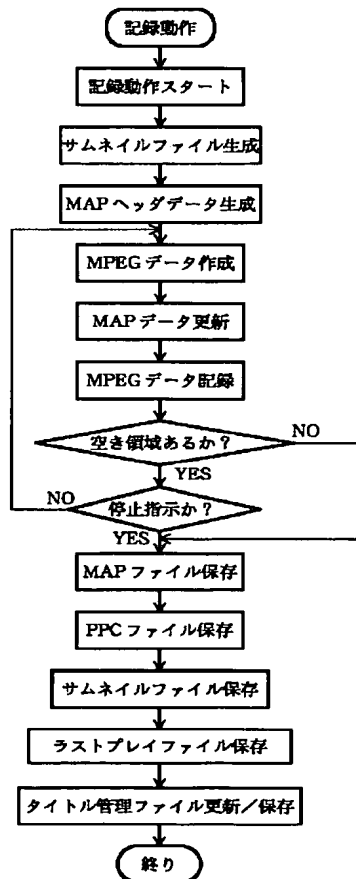 記録動作
記録動作スタート
サムネイルファイル生成
MAPヘッダデータ生成
MPEGデータ作成
MAPデータ更新
MPEGデータ記録
空き領域あるか？
NO
YES
NO
停止指示か？
YES
MAPファイル保存
PPCファイル保存
サムネイルファイル保存
ラストプレイファイル保存
タイトル管理ファイル更新／保存
終り